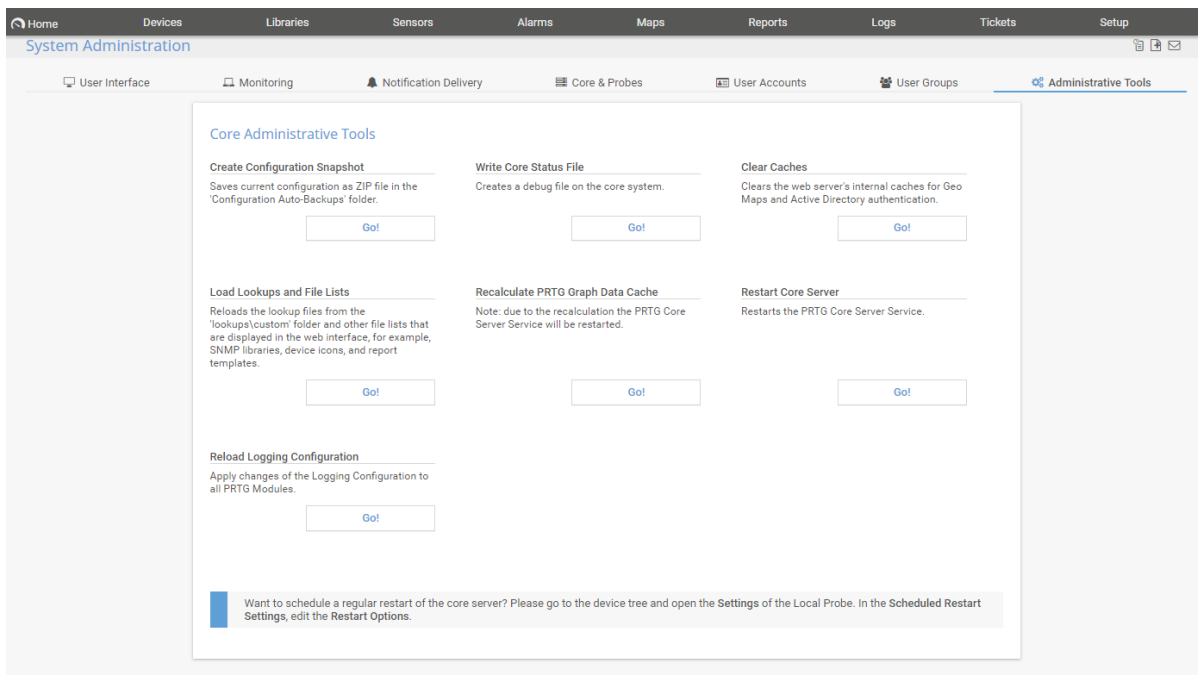 Home Devices Libraries Sensors Alarms Maps Reports Logs Tickets Setup
System Administration
User Interface Monitoring Notification Delivery Core & Probes User Accounts User Groups Administrative Tools
Core Administrative Tools
Create Configuration Snapshot
Saves current configuration as ZIP file in the
'Configuration Auto-Backups' folder.
Go!
Write Core Status File
Creates a debug file on the core system.
Go!
Clear Caches
Clears the web server's internal caches for Geo
Maps and Active Directory authentication.
Go!
Load Lookups and File Lists
Reloads the lookup files from the
'lookups\custom' folder and other file lists that
are displayed in the web interface, for example,
SNMP libraries, device icons, and report
templates.
Go!
Recalculate PRTG Graph Data Cache
Note: due to the recalculation the PRTG Core
Server Service will be restarted.
Go!
Restart Core Server
Restarts the PRTG Core Server Service.
Go!
Reload Logging Configuration
Apply changes of the Logging Configuration to
all PRTG Modules.
Go!
Want to schedule a regular restart of the core server? Please go to the device tree and open the Settings of the Local Probe. In the Scheduled Restart
Settings, edit the Restart Options.